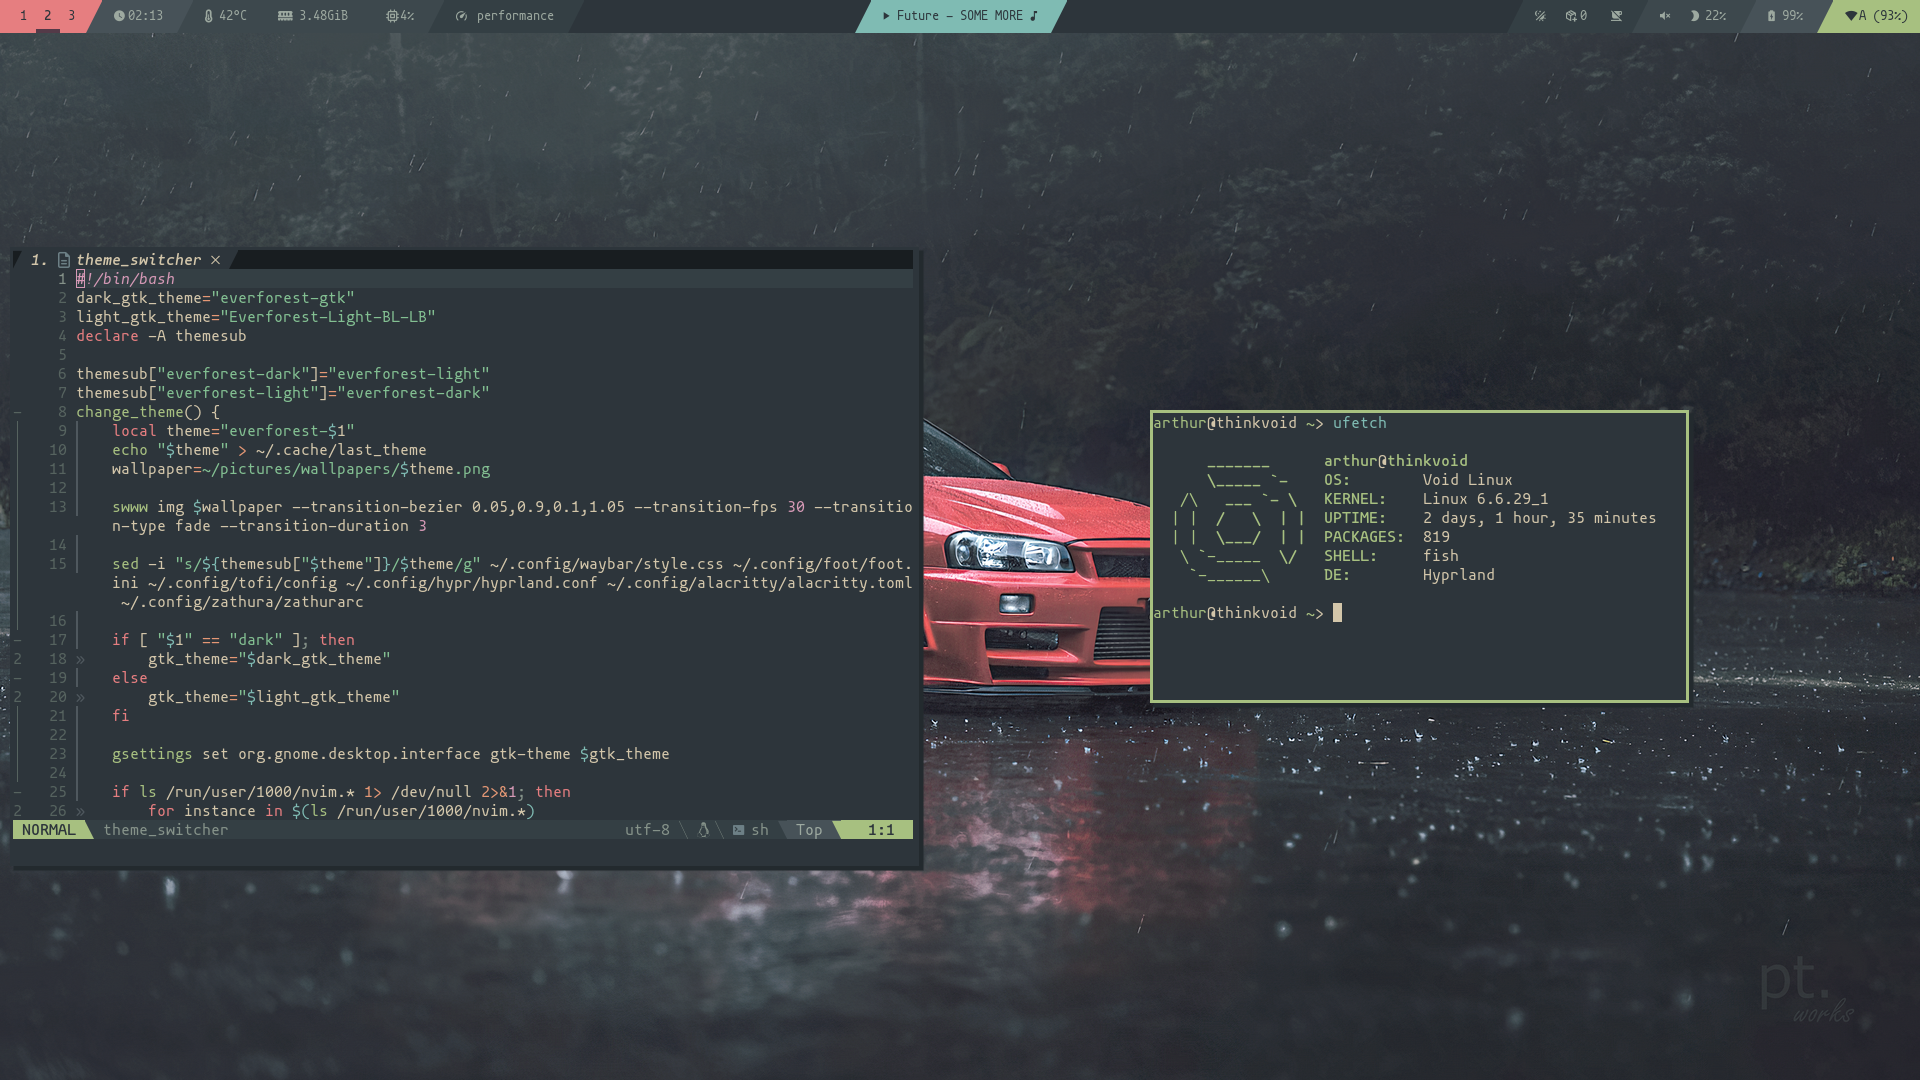 1 2 3 02:13 42°C 3.48GiB 4% performance Future – SOME MORE ♪ 0 22% 99% A (93%)
1. theme_switcher ×
1 #!/bin/bash
2 dark_gtk_theme="everforest-gtk"
3 light_gtk_theme="Everforest-Light-BL-LB"
4 declare -A themesub
5
6 themesub["everforest-dark"]="everforest-light"
7 themesub["everforest-light"]="everforest-dark"
- 8 change_theme() {
9 local theme="everforest-$1"
10 echo "$theme" > ~/.cache/last_theme
11 wallpaper=~/pictures/wallpapers/$theme.png
12
13 swww img $wallpaper --transition-bezier 0.05,0.9,0.1,1.05 --transition-fps 30 --transitio
n-type fade --transition-duration 3
14
15 sed -i "s/${themesub["$theme"]}/$theme/g" ~/.config/waybar/style.css ~/.config/foot/foot.
ini ~/.config/tofi/config ~/.config/hypr/hyprland.conf ~/.config/alacritty/alacritty.toml
~/.config/zathura/zathurarc
16
- 17 if [ "$1" == "dark" ]; then
2 18 » gtk_theme="$dark_gtk_theme"
- 19 else
2 20 » gtk_theme="$light_gtk_theme"
21 fi
22
23 gsettings set org.gnome.desktop.interface gtk-theme $gtk_theme
24
- 25 if ls /run/user/1000/nvim.* 1> /dev/null 2>&1; then
2 26 » for instance in $(ls /run/user/1000/nvim.*)
NORMAL theme_switcher utf-8 sh Top 1:1
arthur@thinkvoid ~> ufetch
_______ arthur@thinkvoid
\_____ `- OS: Void Linux
/\ ___ `- \ KERNEL: Linux 6.6.29_1
| | / \ | | UPTIME: 2 days, 1 hour, 35 minutes
| | \___/ | | PACKAGES: 819
\ `-_____ \/ SHELL: fish
`-______\ DE: Hyprland
arthur@thinkvoid ~>
pt.
works